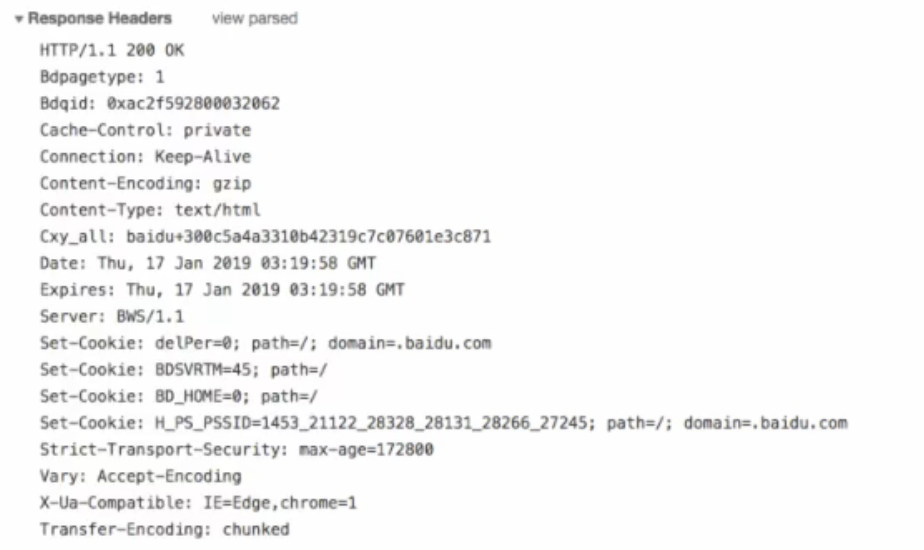 ▼ Response Headers view parsed
HTTP/1.1 200 OK
Bdpagetype: 1
Bdqid: 0xac2f592800032062
Cache-Control: private
Connection: Keep-Alive
Content-Encoding: gzip
Content-Type: text/html
Cxy_all: baidu+300c5a4a3310b42319c7c07601e3c871
Date: Thu, 17 Jan 2019 03:19:58 GMT
Expires: Thu, 17 Jan 2019 03:19:58 GMT
Server: BWS/1.1
Set-Cookie: delPer=0; path=/; domain=.baidu.com
Set-Cookie: BDSVRTM=45; path=/
Set-Cookie: BD_HOME=0; path=/
Set-Cookie: H_PS_PSSID=1453_21122_28328_28131_28266_27245; path=/; domain=.baidu.com
Strict-Transport-Security: max-age=172800
Vary: Accept-Encoding
X-Ua-Compatible: IE=Edge,chrome=1
Transfer-Encoding: chunked